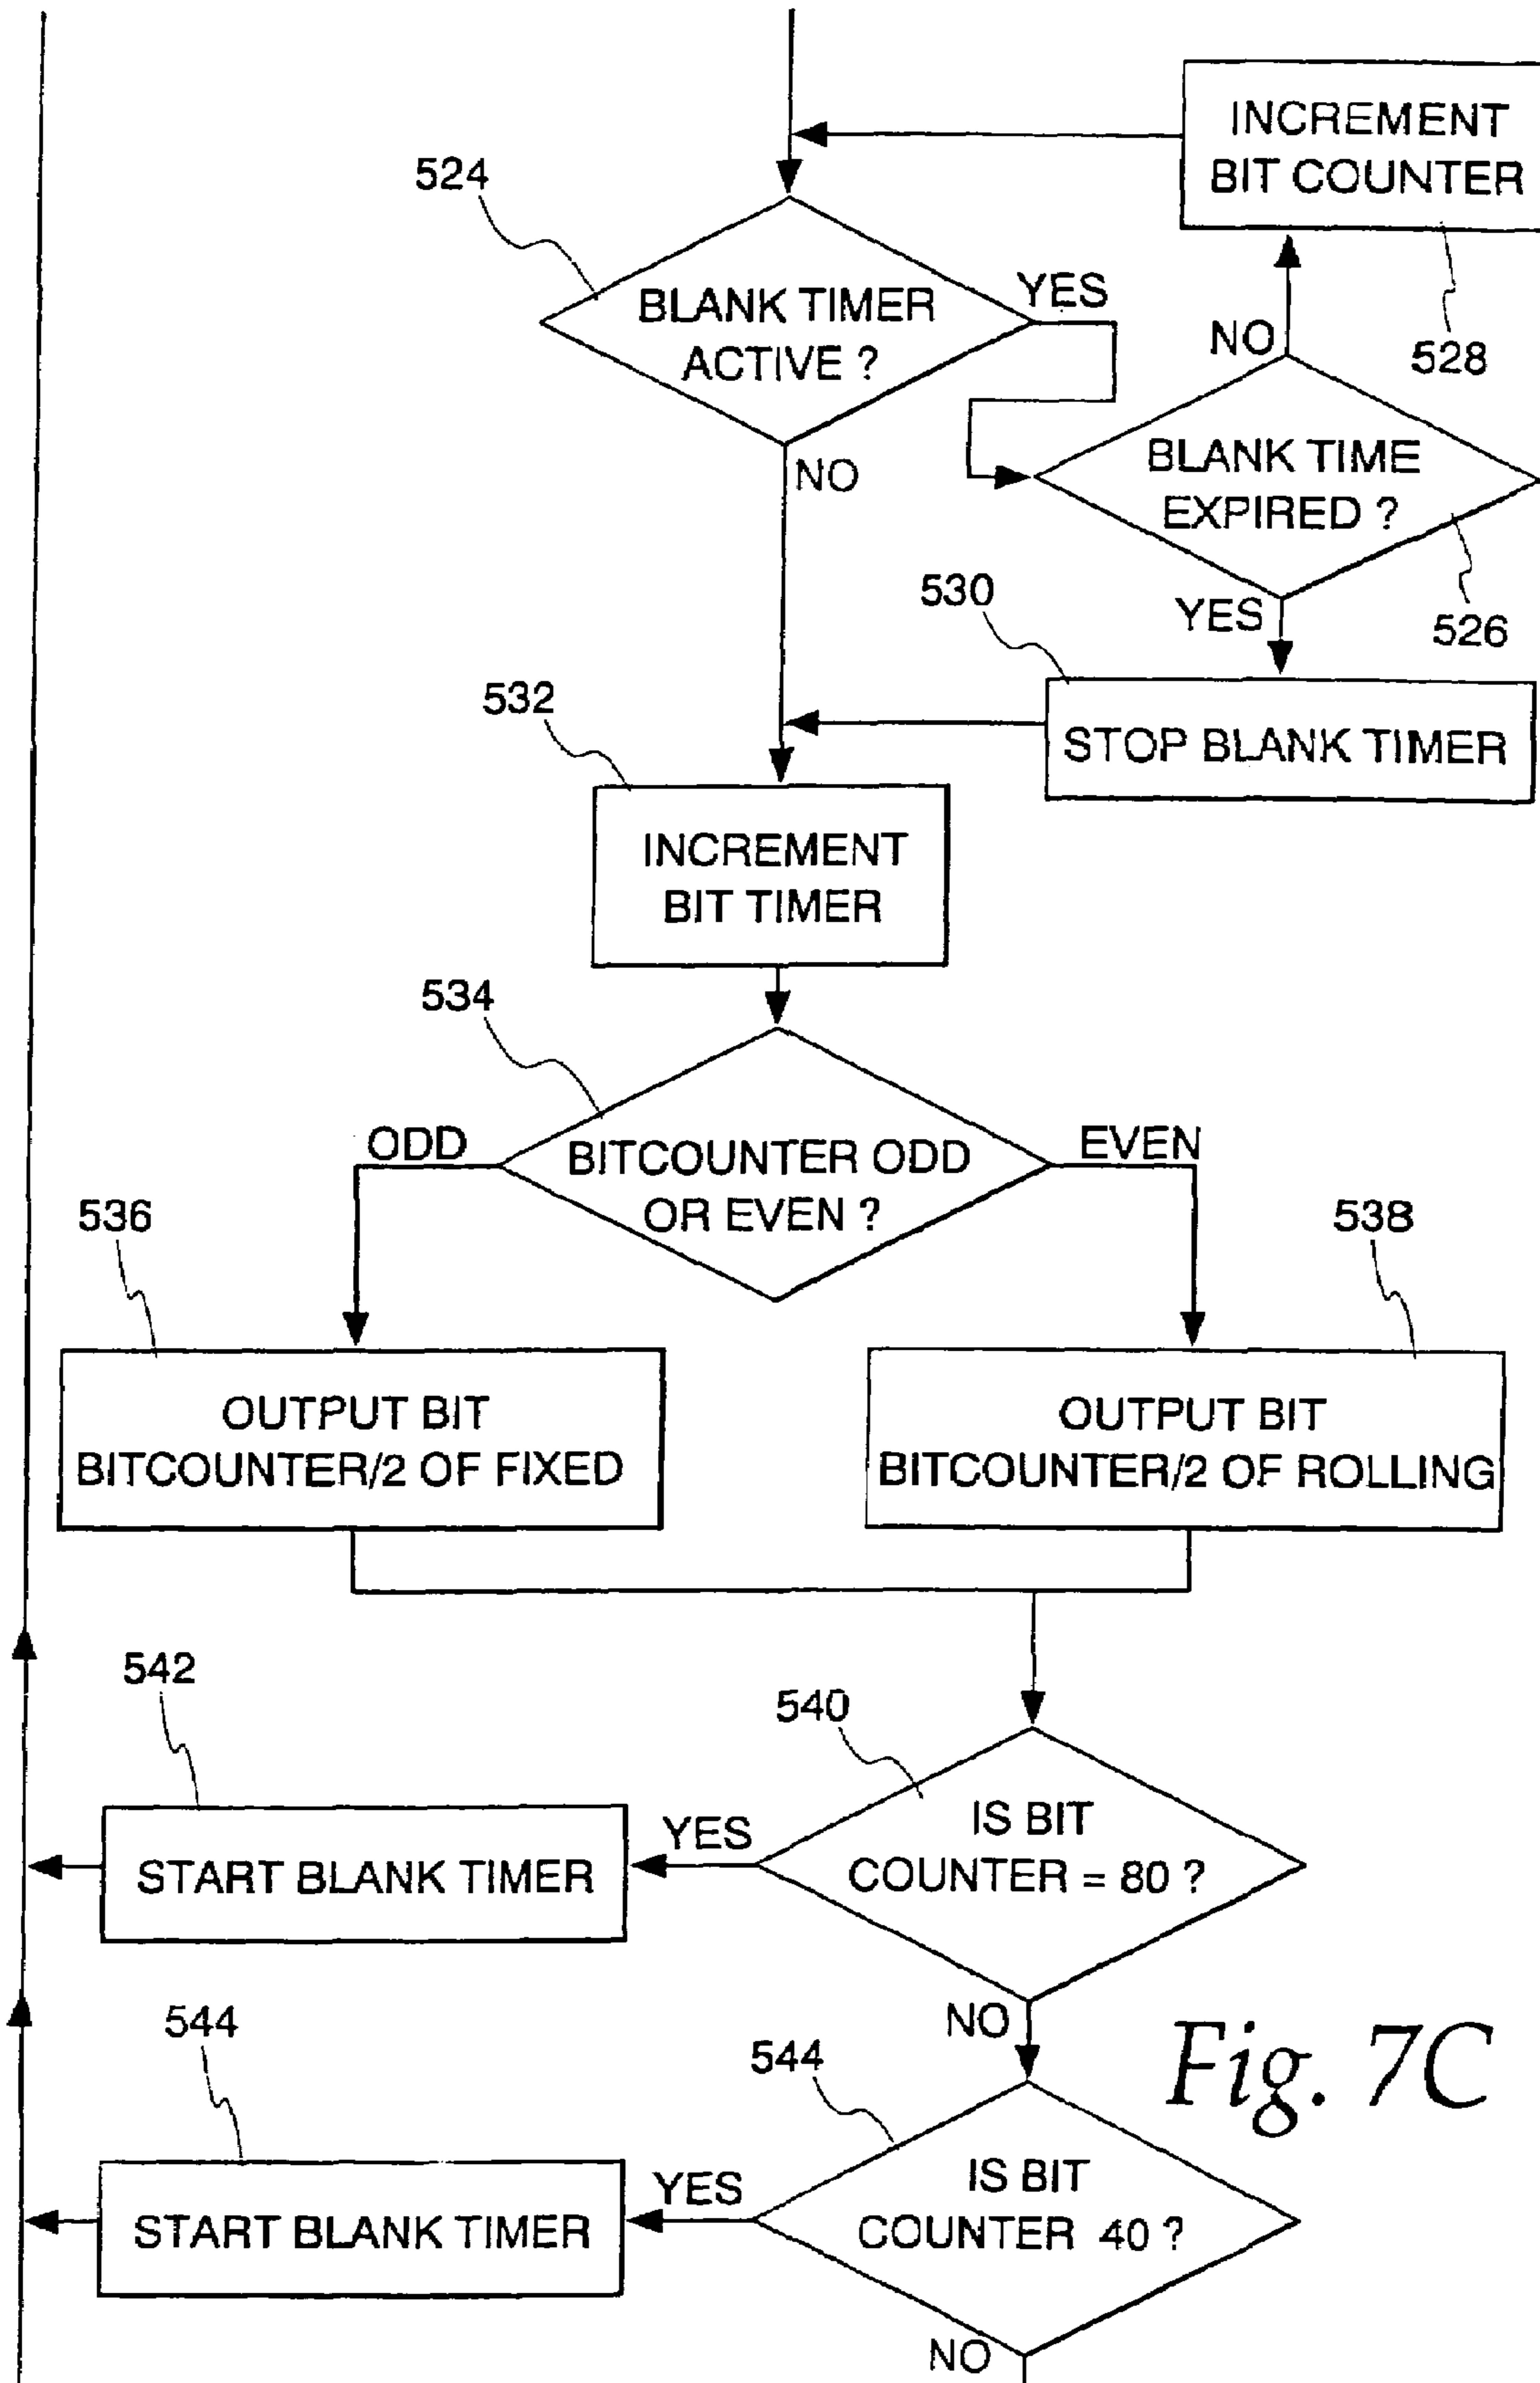 INCREMENT
BIT COUNTER
524
528
BLANK TIMER
ACTIVE ?
YES
NO
NO
BLANK TIME
EXPIRED ?
526
YES
530
STOP BLANK TIMER
532
INCREMENT
BIT TIMER
534
BITCOUNTER ODD
OR EVEN ?
ODD
EVEN
536
538
OUTPUT BIT
BITCOUNTER/2 OF FIXED
OUTPUT BIT
BITCOUNTER/2 OF ROLLING
540
IS BIT
COUNTER = 80 ?
YES
542
START BLANK TIMER
NO
544
IS BIT
COUNTER 40 ?
YES
544
START BLANK TIMER
NO
Fig. 7C